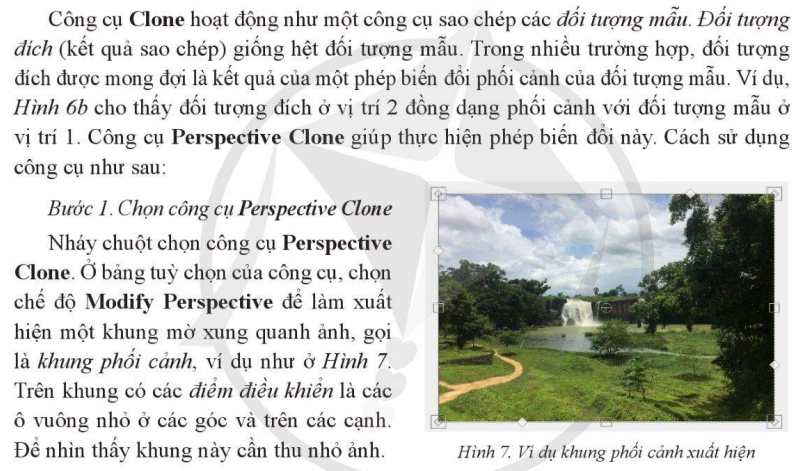 Công cụ Clone hoạt động như một công cụ sao chép các đối tượng mẫu. Đối tượng
đích (kết quả sao chép) giống hệt đối tượng mẫu. Trong nhiều trường hợp, đối tượng
đích được mong đợi là kết quả của một phép biến đổi phối cảnh của đối tượng mẫu. Ví dụ,
Hình 6b cho thấy đối tượng đích ở vị trí 2 đồng dạng phối cảnh với đối tượng mẫu ở
vị trí 1. Công cụ Perspective Clone giúp thực hiện phép biến đổi này. Cách sử dụng
công cụ như sau:
Bước 1. Chọn công cụ Perspective Clone
Nháy chuột chọn công cụ Perspective
Clone. Ở bảng tuỳ chọn của công cụ, chọn
chế độ Modify Perspective để làm xuất
hiện một khung mờ xung quanh ảnh, gọi
là khung phối cảnh, ví dụ như ở Hình 7.
Trên khung có các điểm điều khiển là các
ô vuông nhỏ ở các góc và trên các cạnh.
Để nhìn thấy khung này cần thu nhỏ ảnh.
Hình 7. Ví dụ khung phối cảnh xuất hiện